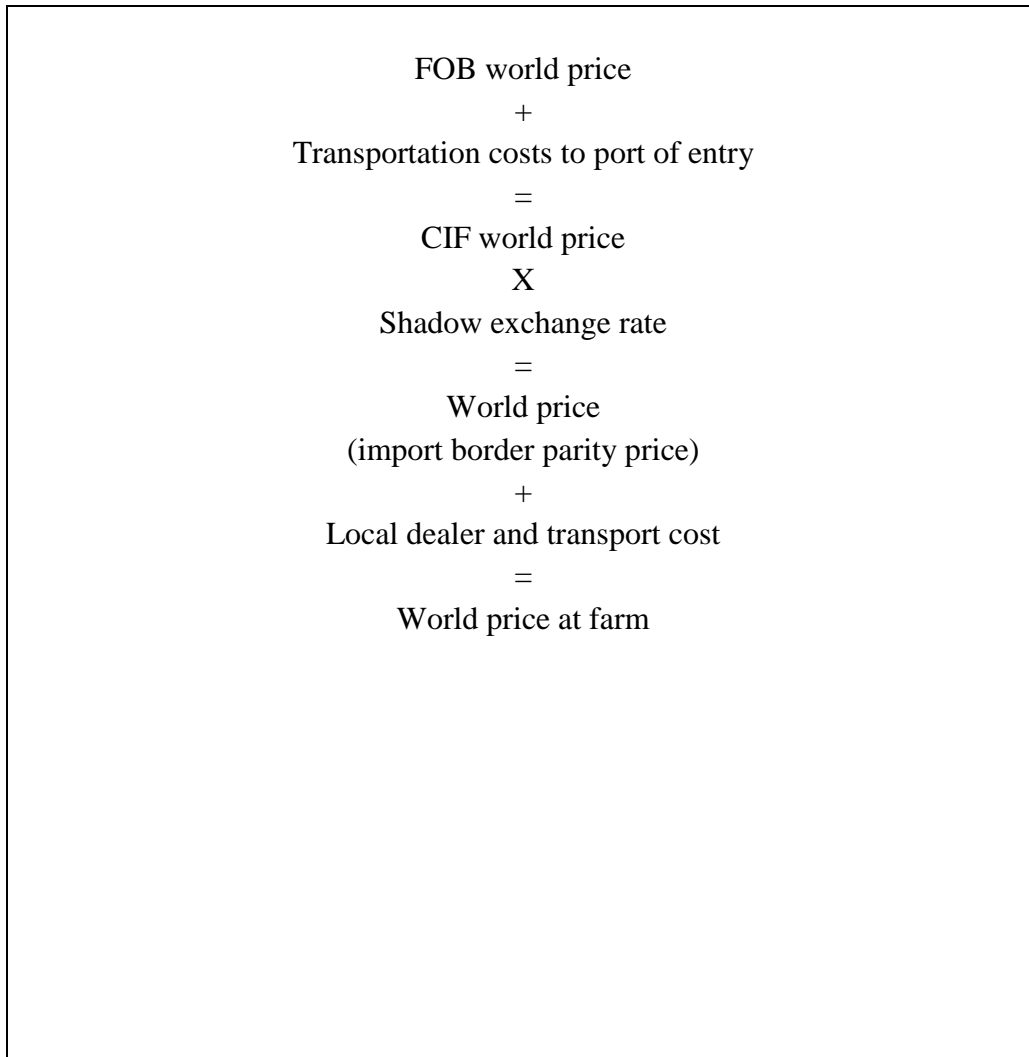 FOB world price
+
Transportation costs to port of entry
=
CIF world price
X
Shadow exchange rate
=
World price
(import border parity price)
+
Local dealer and transport cost
=
World price at farm